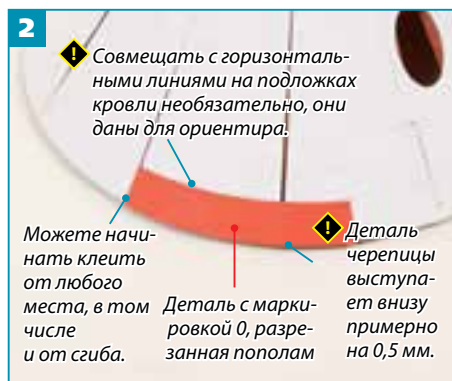 2
! Совмещать с горизонталь-
ными линиями на подложках
кровли необязательно, они
даны для ориентира.
Можете начи-
нать клеить
от любого
места, в том
числе
и от сгиба.
Деталь с марки-
ровкой 0, разре-
занная пополам
! Деталь
черепицы
выступа-
ет внизу
примерно
на 0,5 мм.